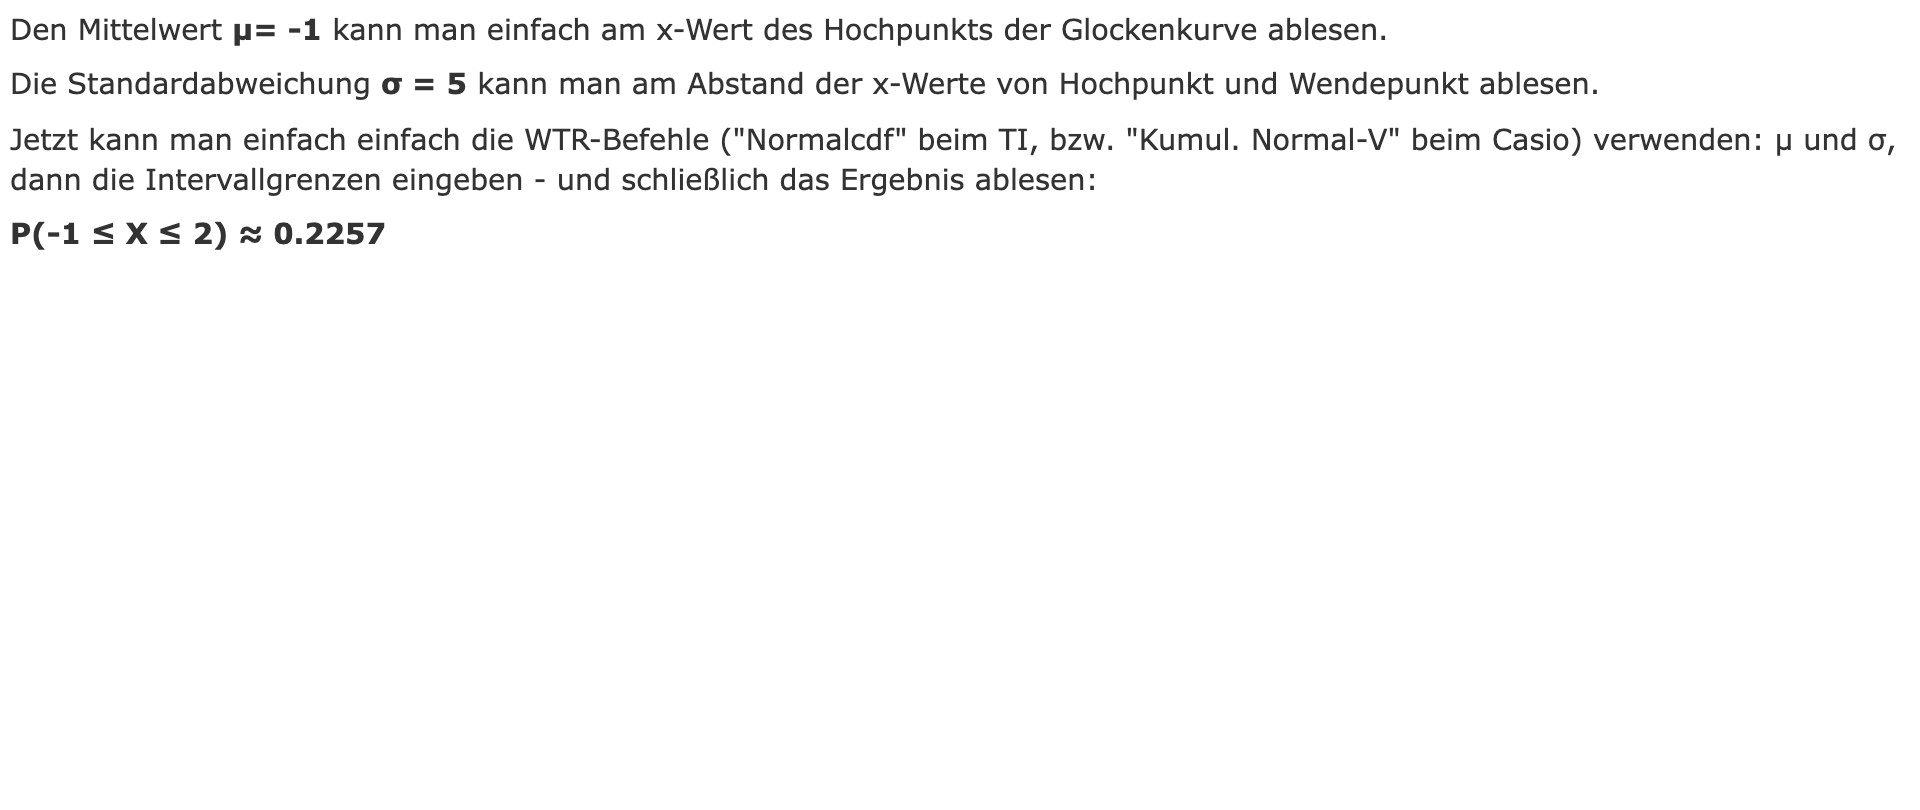 Den Mittelwert μ= -1 kann man einfach am x-Wert des Hochpunkts der Glockenkurve ablesen.
Die Standardabweichung σ = 5 kann man am Abstand der x-Werte von Hochpunkt und Wendepunkt ablesen.
Jetzt kann man einfach einfach die WTR-Befehle ("Normalcdf" beim TI, bzw. "Kumul. Normal-V" beim Casio) verwenden: μ und σ,
dann die Intervallgrenzen eingeben - und schließlich das Ergebnis ablesen:
P(-1 ≤ X ≤ 2) ≈ 0.2257